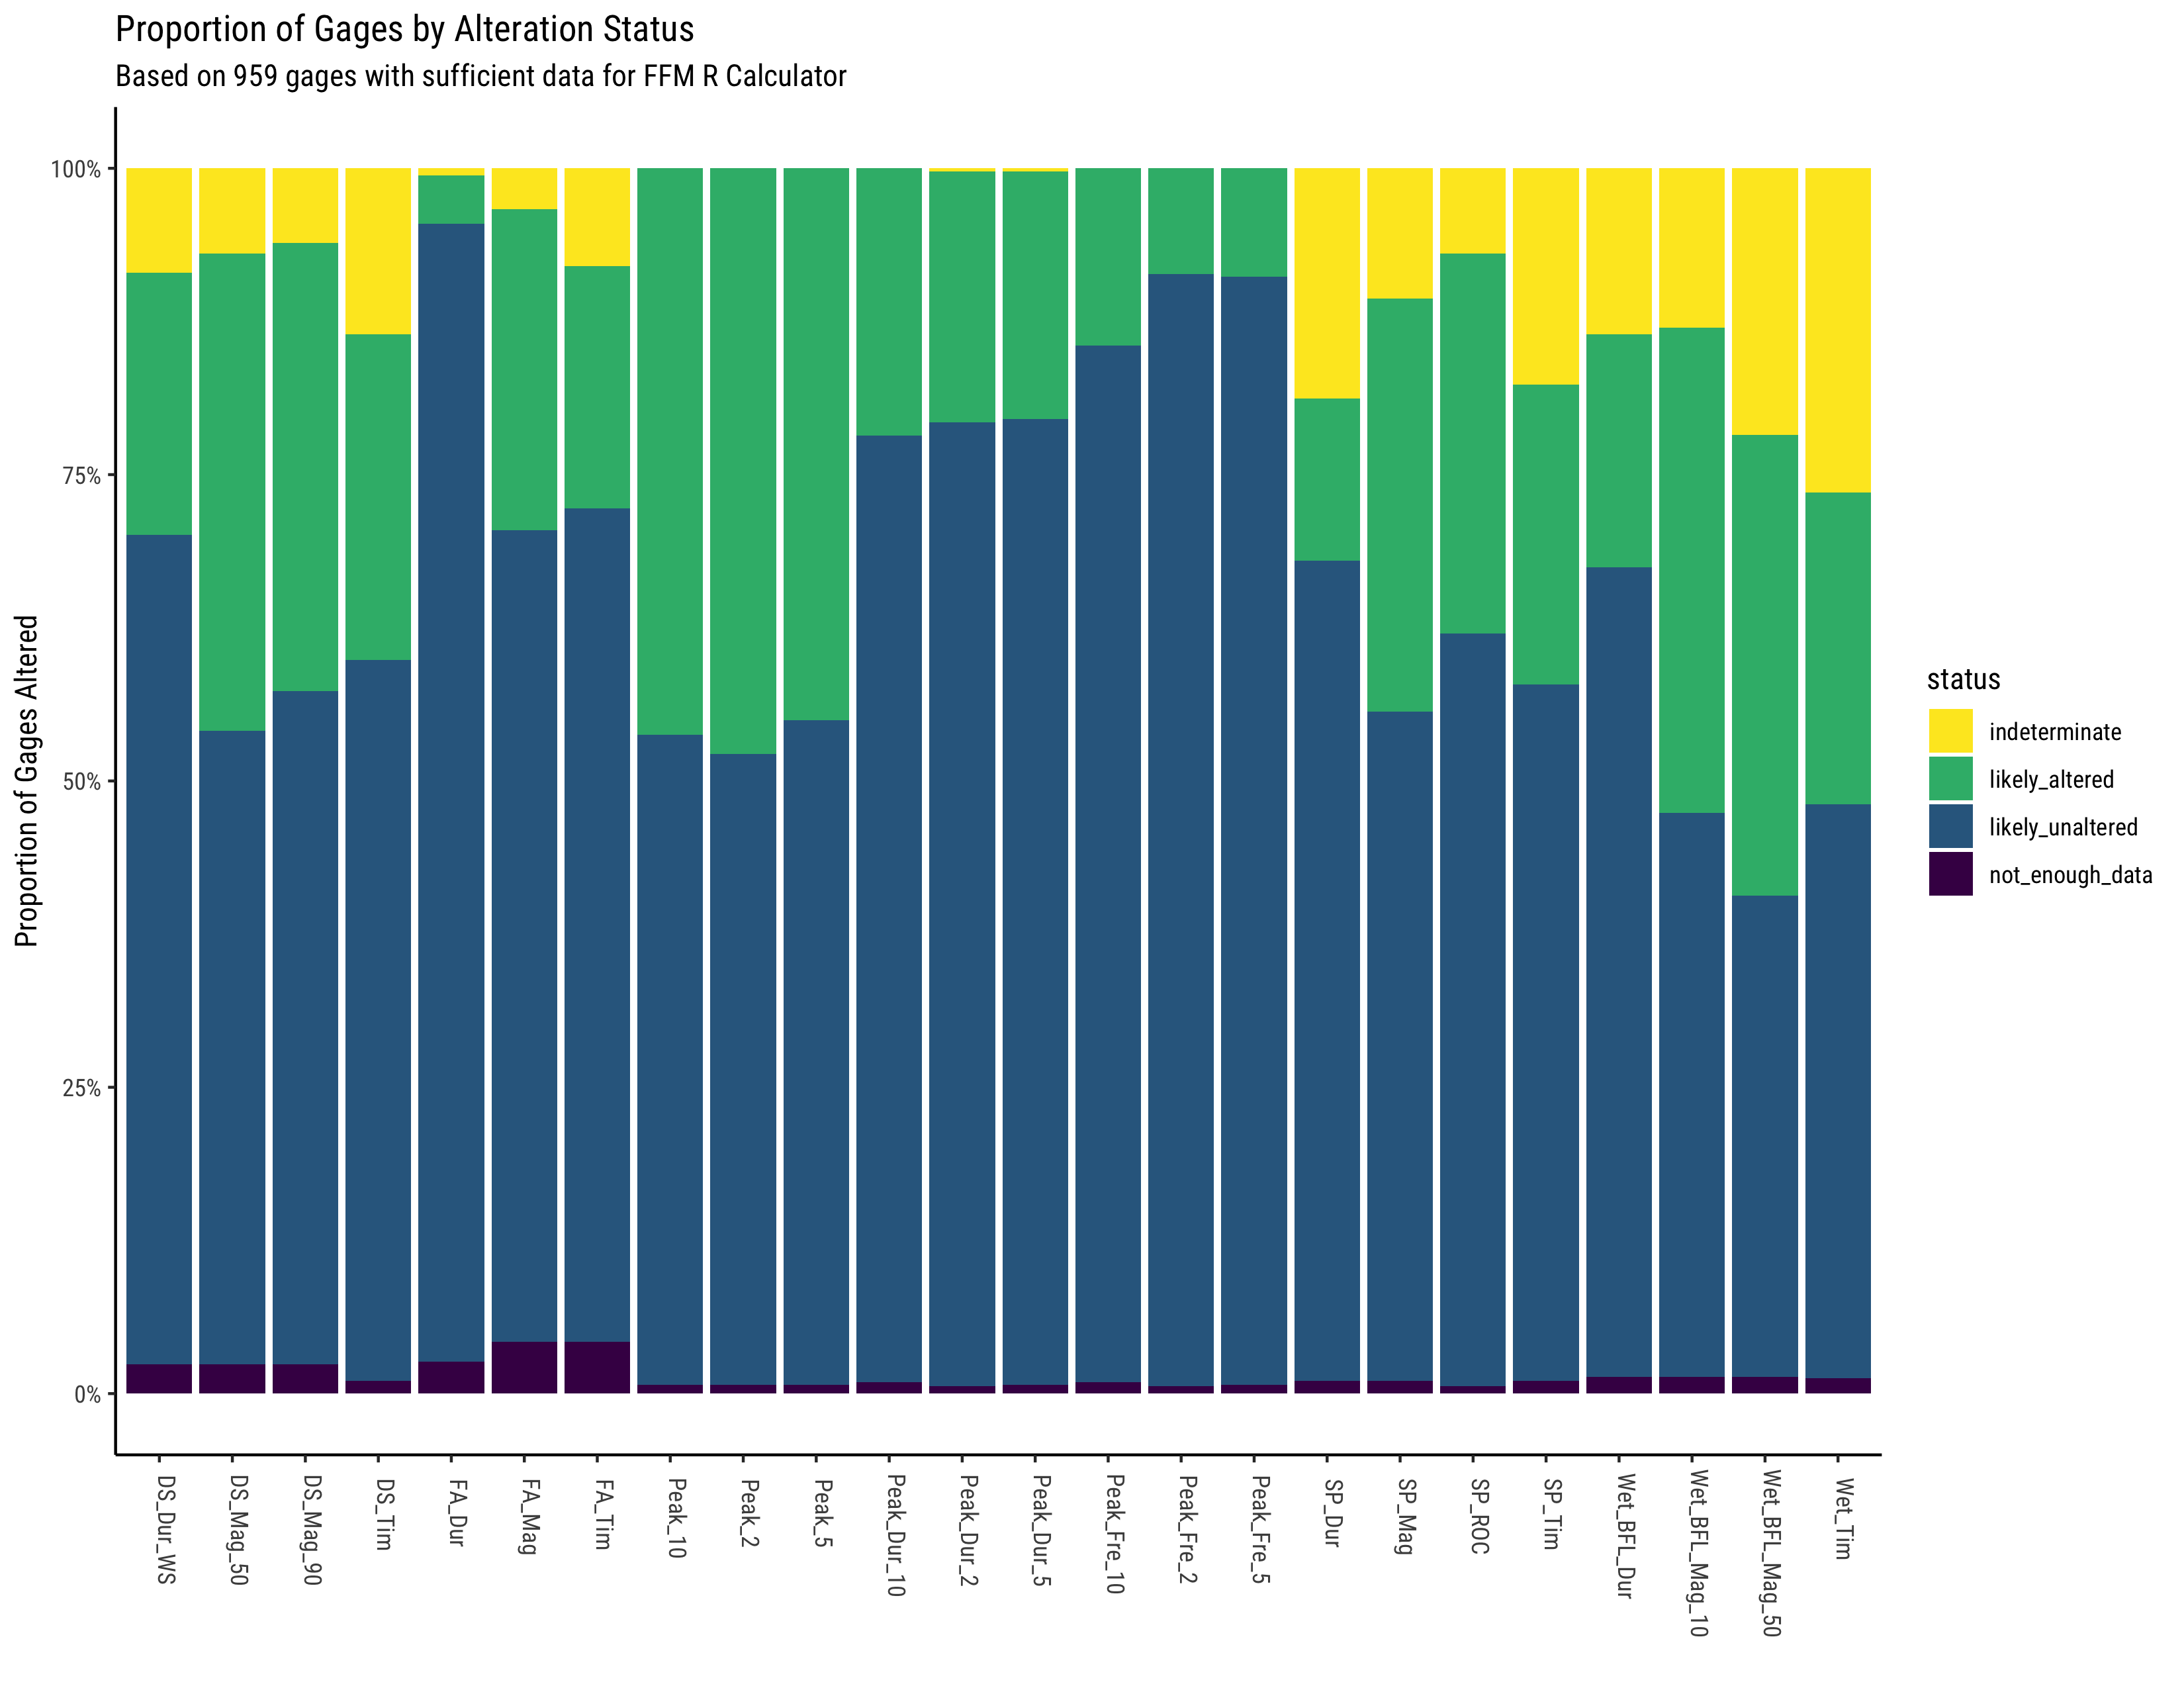 Proportion of Gages by Alteration Status
Based on 959 gages with sufficient data for FFM R Calculator
Proportion of Gages Altered
100%
75%
50%
25%
0%
DS_Dur_WS
DS_Mag_50
DS_Mag_90
DS_Tim
FA_Dur
FA_Mag
FA_Tim
Peak_10
Peak_2
Peak_5
Peak_Dur_10
Peak_Dur_2
Peak_Dur_5
Peak_Fre_10
Peak_Fre_2
Peak_Fre_5
SP_Dur
SP_Mag
SP_ROC
SP_Tim
Wet_BFL_Dur
Wet_BFL_Mag_10
Wet_BFL_Mag_50
Wet_Tim
status
indeterminate
likely_altered
likely_unaltered
not_enough_data